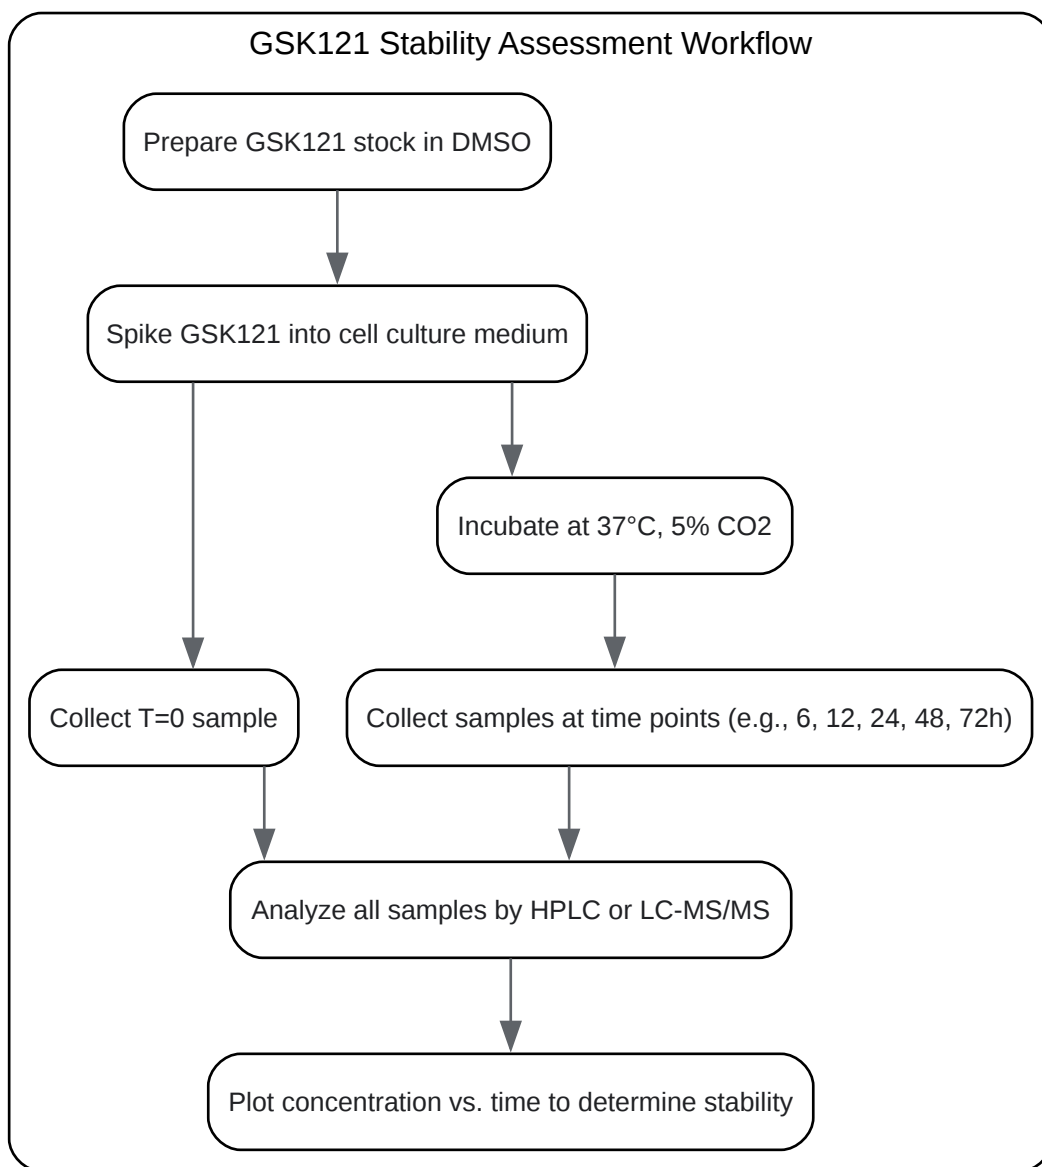 GSK121 Stability Assessment Workflow
Prepare GSK121 stock in DMSO
Spike GSK121 into cell culture medium
Incubate at 37°C, 5% CO2
Collect T=0 sample
Collect samples at time points (e.g., 6, 12, 24, 48, 72h)
Analyze all samples by HPLC or LC-MS/MS
Plot concentration vs. time to determine stability